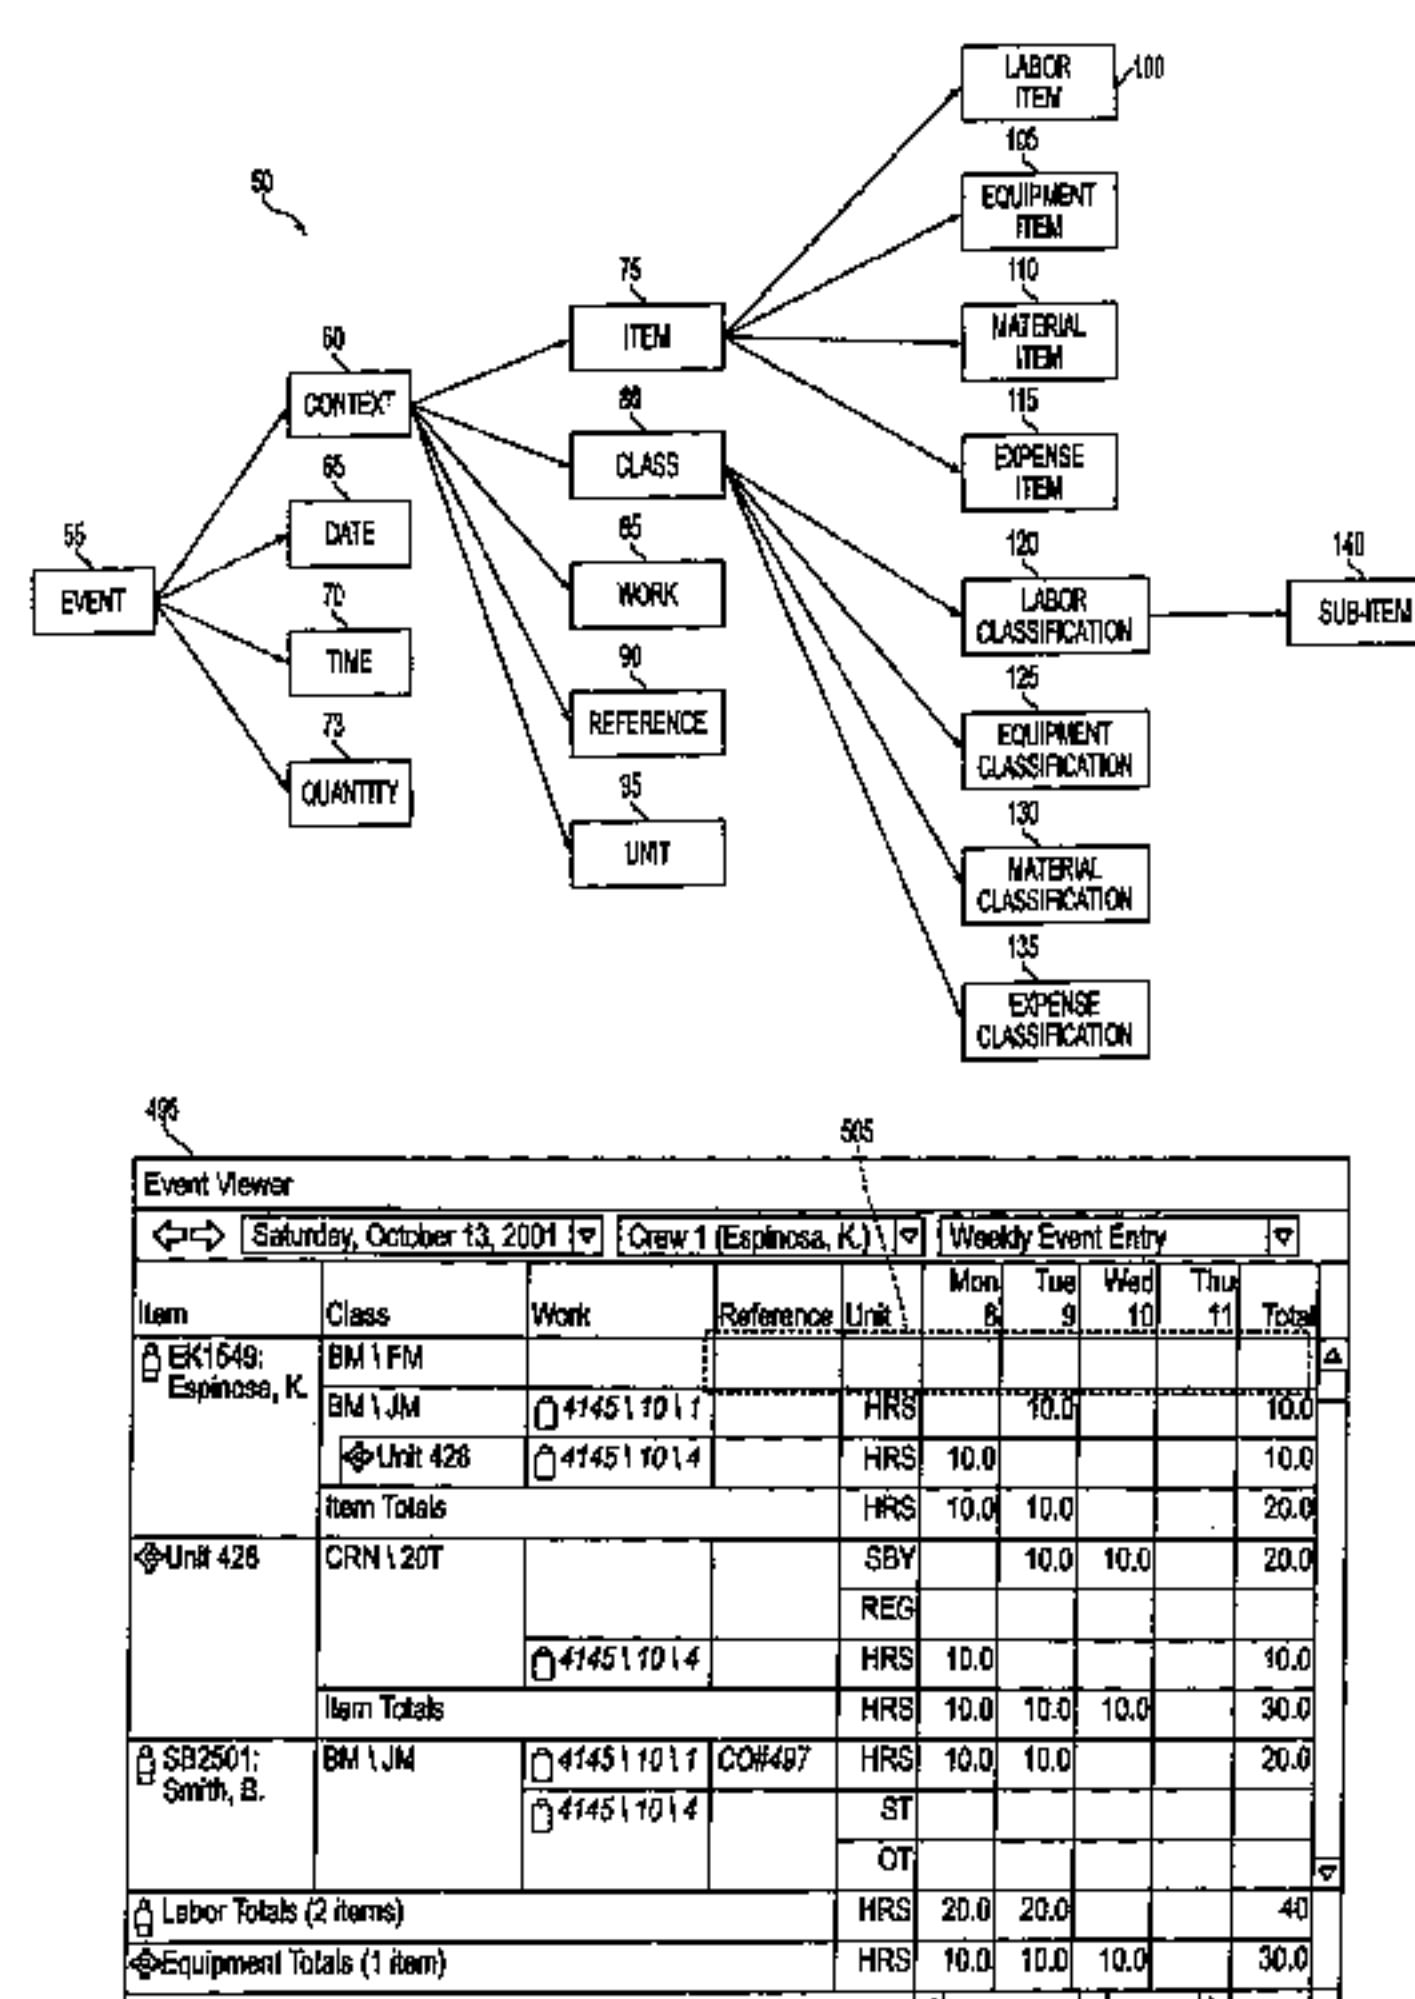 LABOR
ITEM
100
105
EQUIPMENT
ITEM
50
75
110
ITEM
MATERIAL
ITEM
60
CONTEXT
80
115
CLASS
EXPENSE
ITEM
65
DATE
55
85
120
140
EVENT
70
WORK
LABOR
CLASSIFICATION
SUB-ITEM
TIME
90
125
73
REFERENCE
EQUIPMENT
CLASSIFICATION
QUANTITY
95
130
UNIT
MATERIAL
CLASSIFICATION
135
EXPENSE
CLASSIFICATION
495
505
Event Viewer
Saturday, October 13, 2001 Crew 1 (Espinosa, K.) Weekly Event Entry
Mon Tue Wed Thu
Item Class Work Reference Unit 8 9 10 11 Total
EK1549: BM \ FM
Espinosa, K.
BM \ JM 4145 \ 10 \ 1 HRS 10.0 10.0
Unit 428 4145 \ 10 \ 4 HRS 10.0 10.0
Item Totals HRS 10.0 10.0 20.0
Unit 428 CRN \ 20T SBY 10.0 10.0 20.0
REG
4145 \ 10 \ 4 HRS 10.0 10.0
Item Totals HRS 10.0 10.0 10.0 30.0
SB2501: BM \ JM 4145 \ 10 \ 1 CO#497 HRS 10.0 10.0 20.0
Smith, B.
4145 \ 10 \ 4 ST
OT
Labor Totals (2 items) HRS 20.0 20.0 40
Equipment Totals (1 item) HRS 10.0 10.0 10.0 30.0